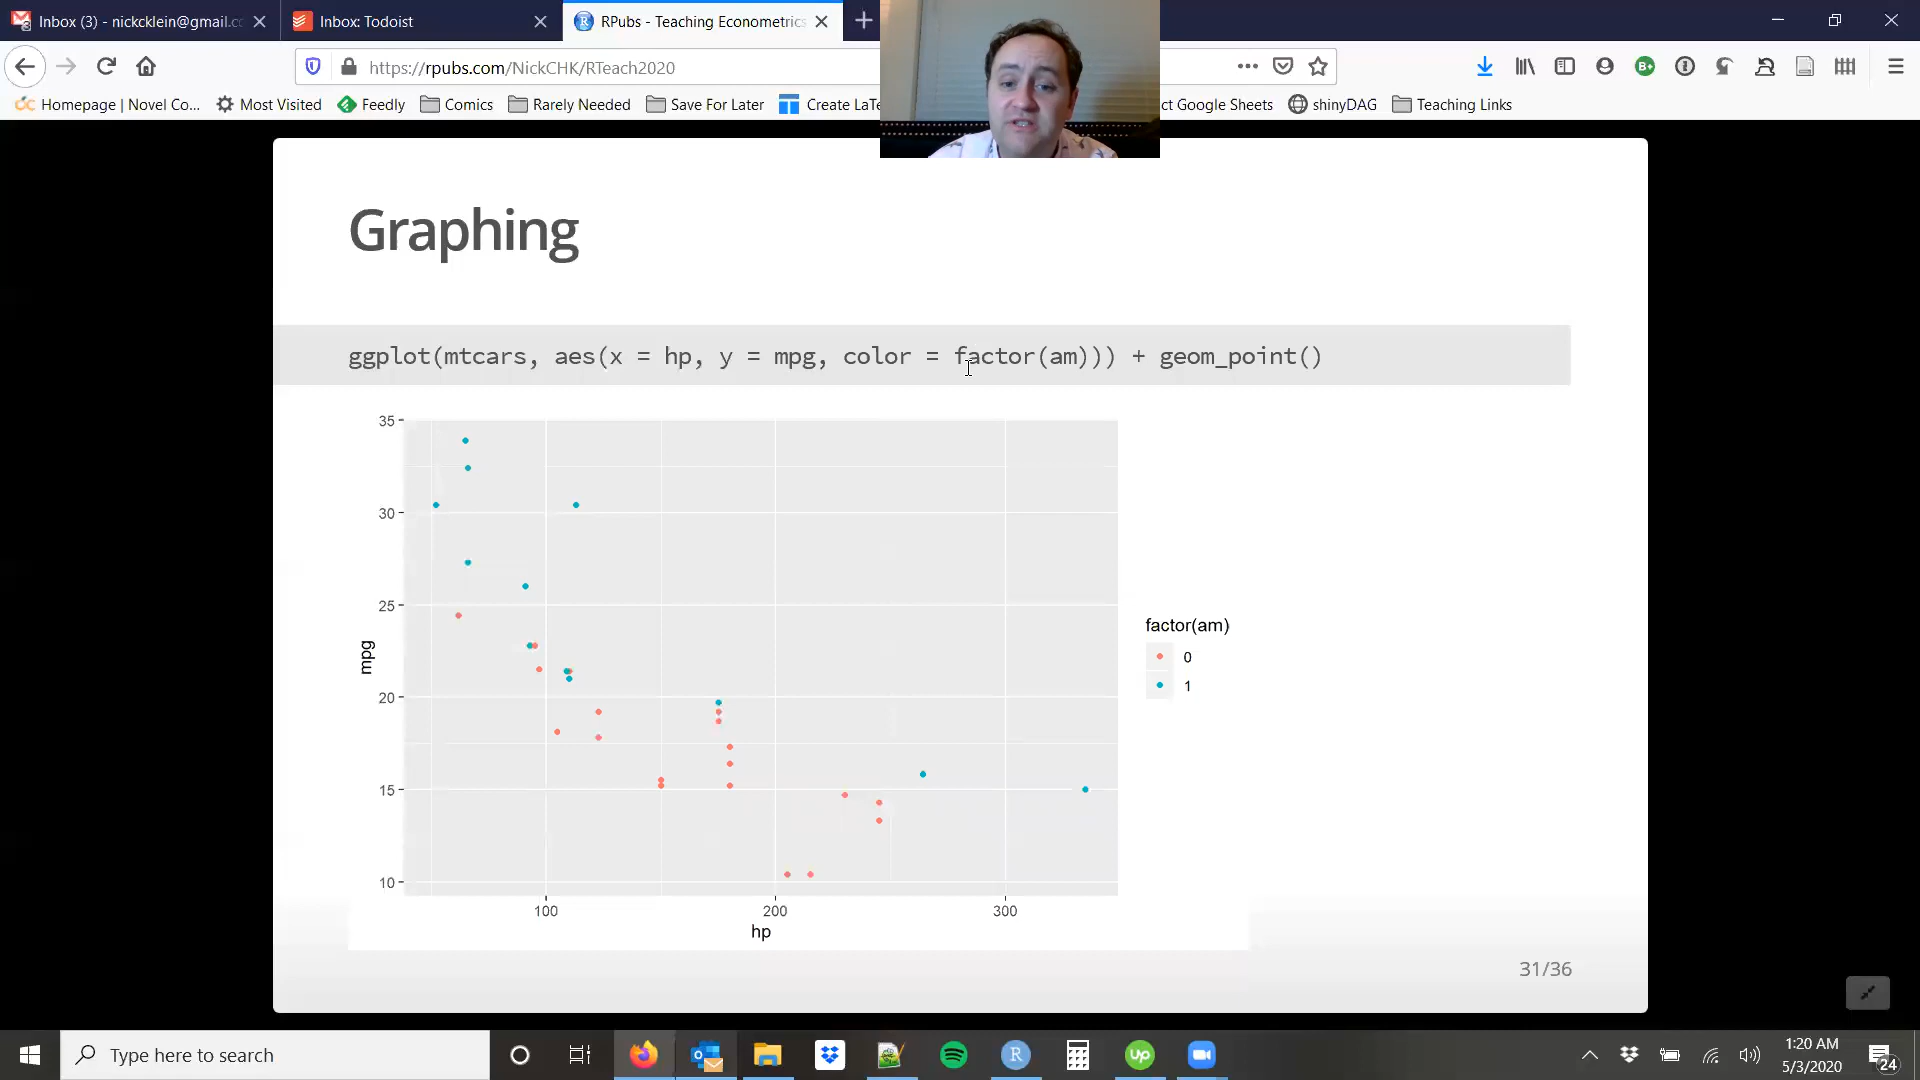 Inbox (3) - nickcklein@gmail.c
Inbox: Todoist
RPubs - Teaching Econometrics
https://rpubs.com/NickCHK/RTeach2020
Homepage | Novel Co...
Most Visited
Feedly
Comics
Rarely Needed
Save For Later
Create LaTe
ct Google Sheets
shinyDAG
Teaching Links
Graphing
ggplot(mtcars, aes(x = hp, y = mpg, color = factor(am))) + geom_point()
35
30
25
20
15
10
mpg
100
200
300
hp
factor(am)
0
1
31/36
Type here to search
R
Up
1:20 AM
5/3/2020
24